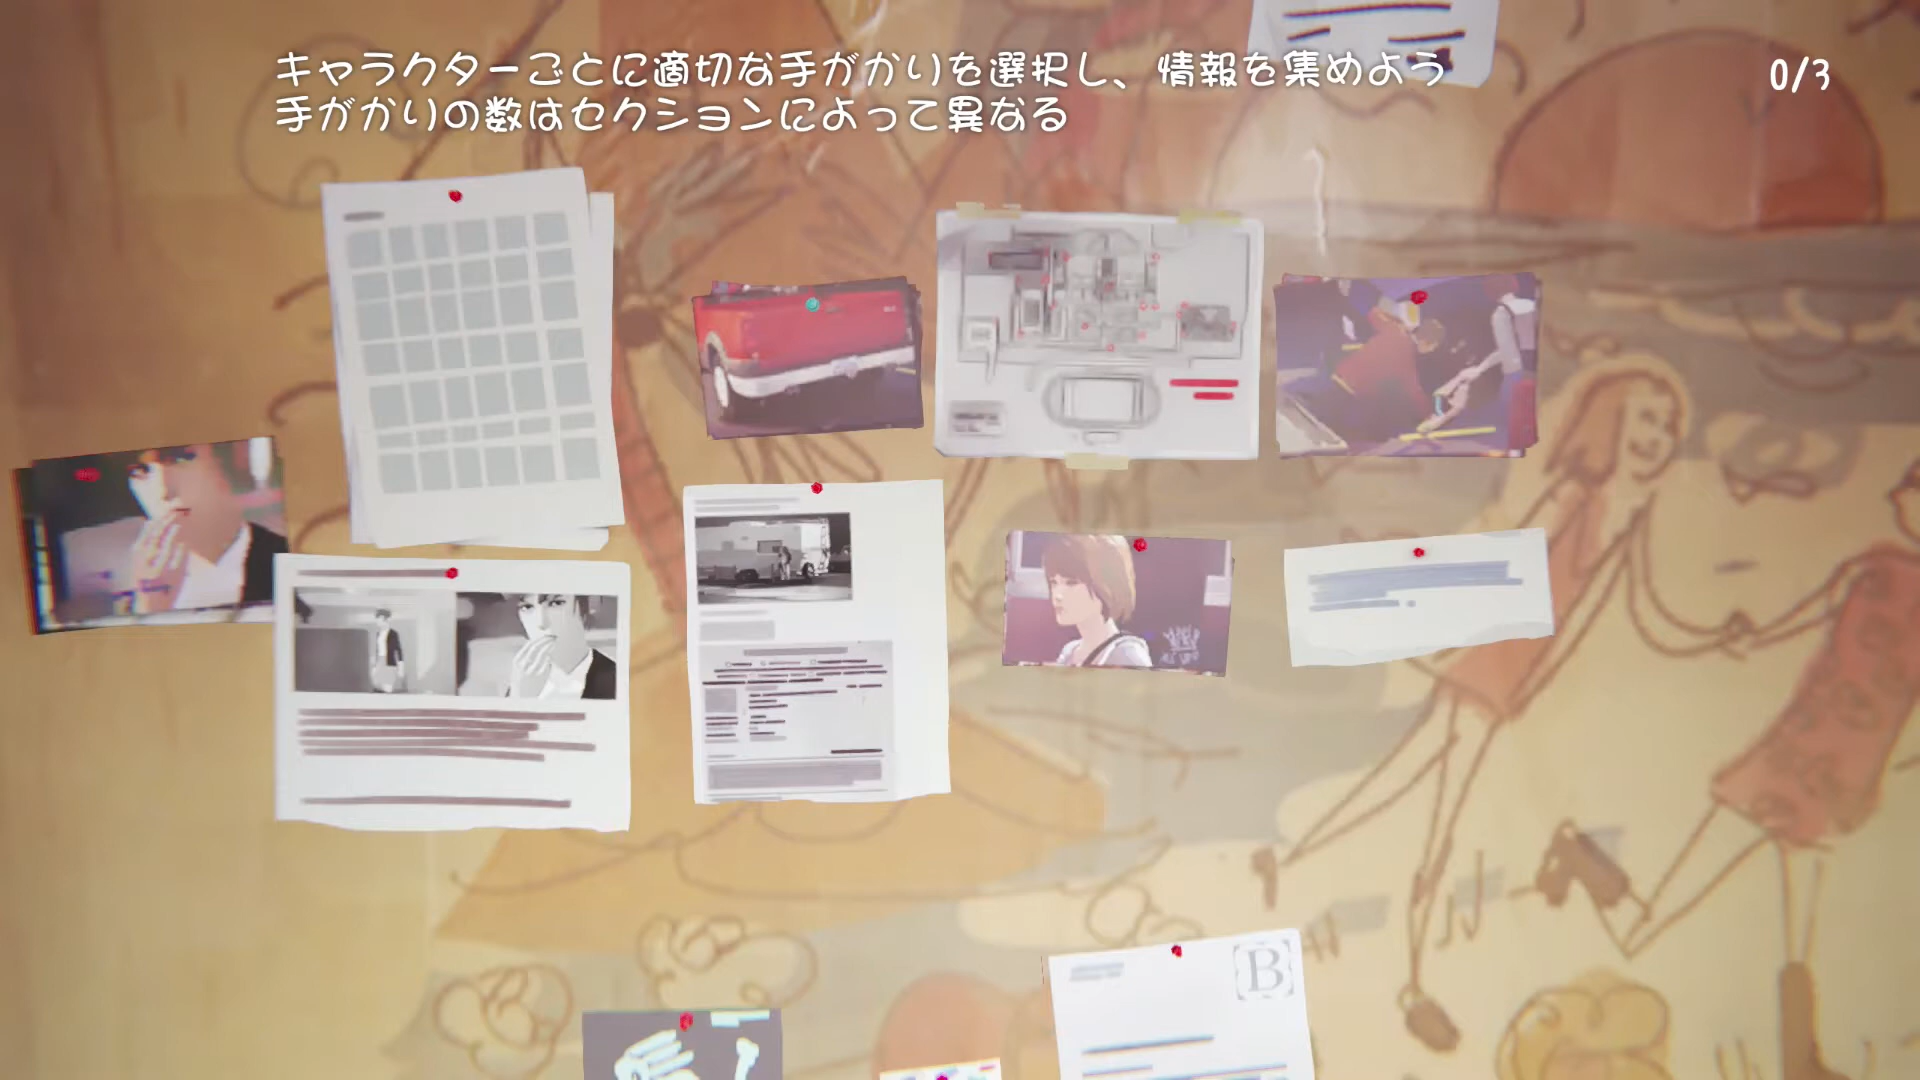 キャラクターごとに適切な手がかりを選択し、情報を集めよう
手がかりの数はセクションによって異なる
0/3
B